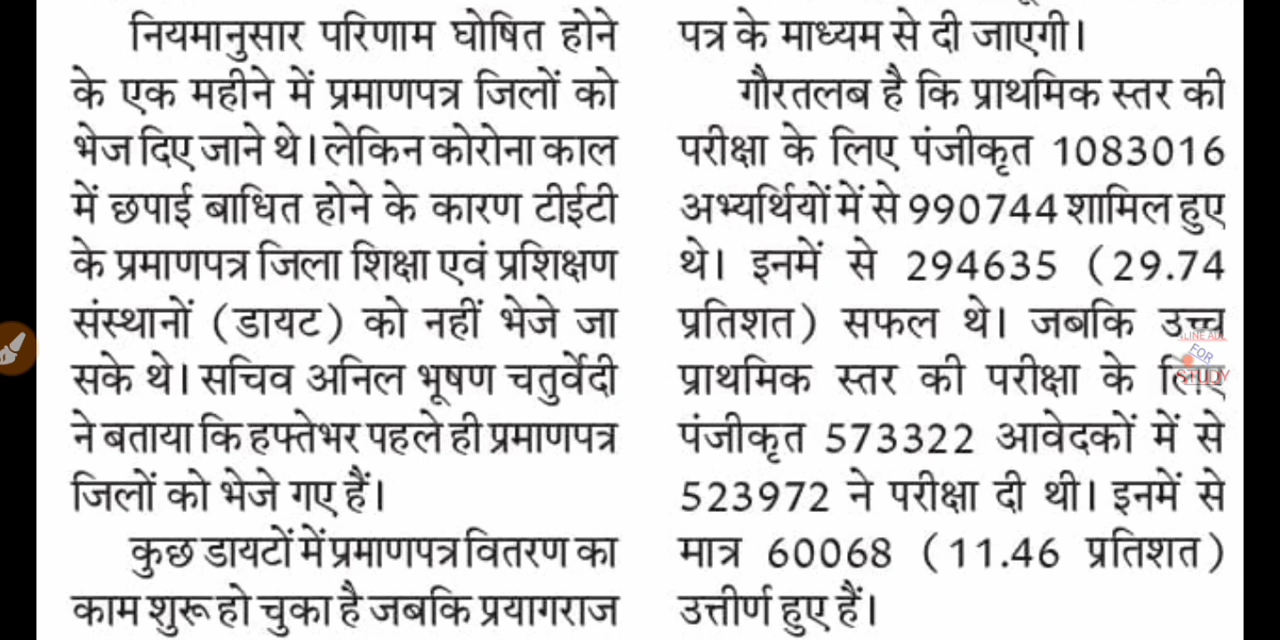 नियमानुसार परिणाम घोषित होने
के एक महीने में प्रमाणपत्र जिलों को
भेज दिए जाने थे। लेकिन कोरोना काल
में छपाई बाधित होने के कारण टीईटी
के प्रमाणपत्र जिला शिक्षा एवं प्रशिक्षण
संस्थानों (डायट) को नहीं भेजे जा
सके थे। सचिव अनिल भूषण चतुर्वेदी
ने बताया कि हफ्तेभर पहले ही प्रमाणपत्र
जिलों को भेजे गए हैं।
कुछ डायटों में प्रमाणपत्र वितरण का
काम शुरू हो चुका है जबकि प्रयागराज
पत्र के माध्यम से दी जाएगी।
गौरतलब है कि प्राथमिक स्तर की
परीक्षा के लिए पंजीकृत 1083016
अभ्यर्थियों में से 990744 शामिल हुए
थे। इनमें से 294635 (29.74
प्रतिशत) सफल थे। जबकि उच्च
प्राथमिक स्तर की परीक्षा के लिए
पंजीकृत 573322 आवेदकों में से
523972 ने परीक्षा दी थी। इनमें से
मात्र 60068 (11.46 प्रतिशत)
उत्तीर्ण हुए हैं।
FOR
STUDY